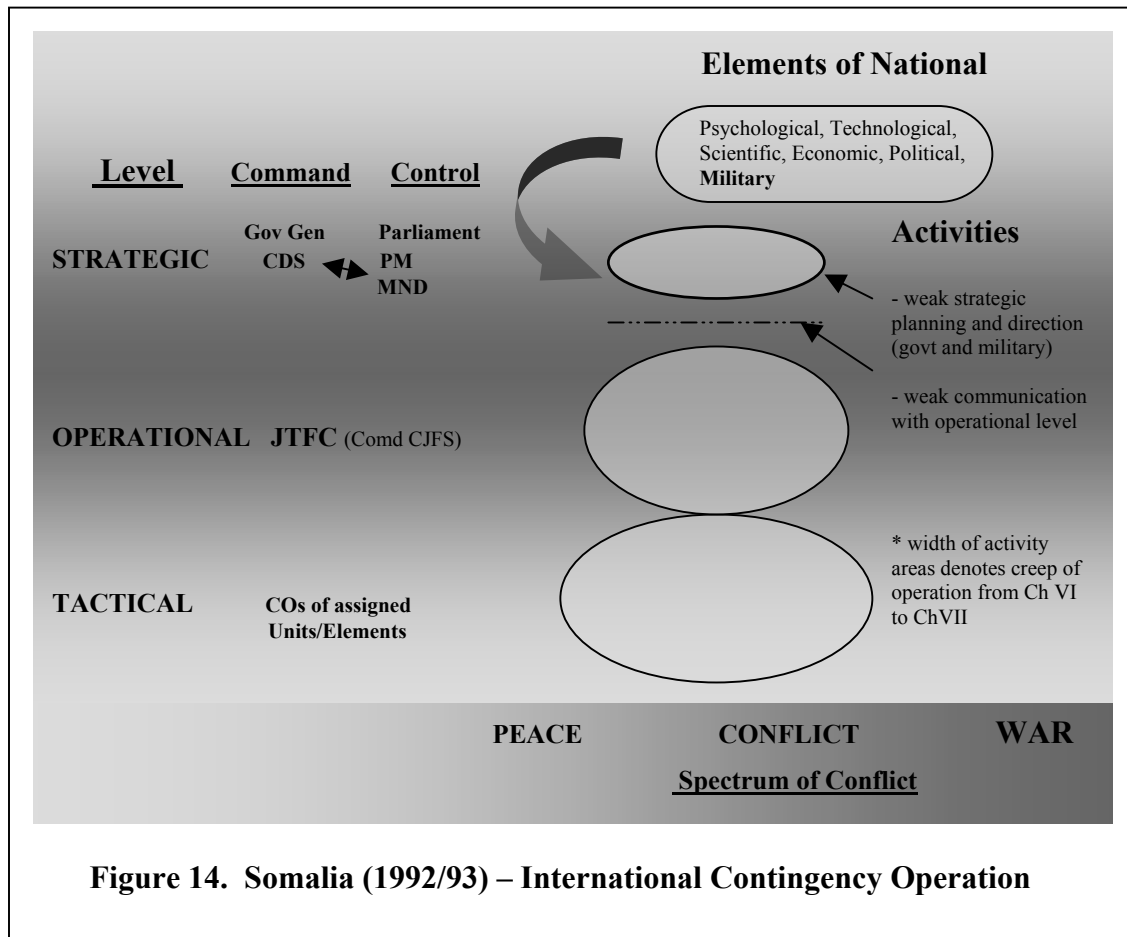 Elements of National
Psychological, Technological,
Scientific, Economic, Political,
Military
Level Command Control
Gov Gen Parliament
STRATEGIC CDS PM
MND
Activities
- weak strategic
planning and direction
(govt and military)
- weak communication
with operational level
OPERATIONAL JTFC (Comd CJFS)
* width of activity
areas denotes creep of
operation from Ch VI
to ChVII
TACTICAL COs of assigned
Units/Elements
PEACE CONFLICT WAR
Spectrum of Conflict
Figure 14. Somalia (1992/93) – International Contingency Operation